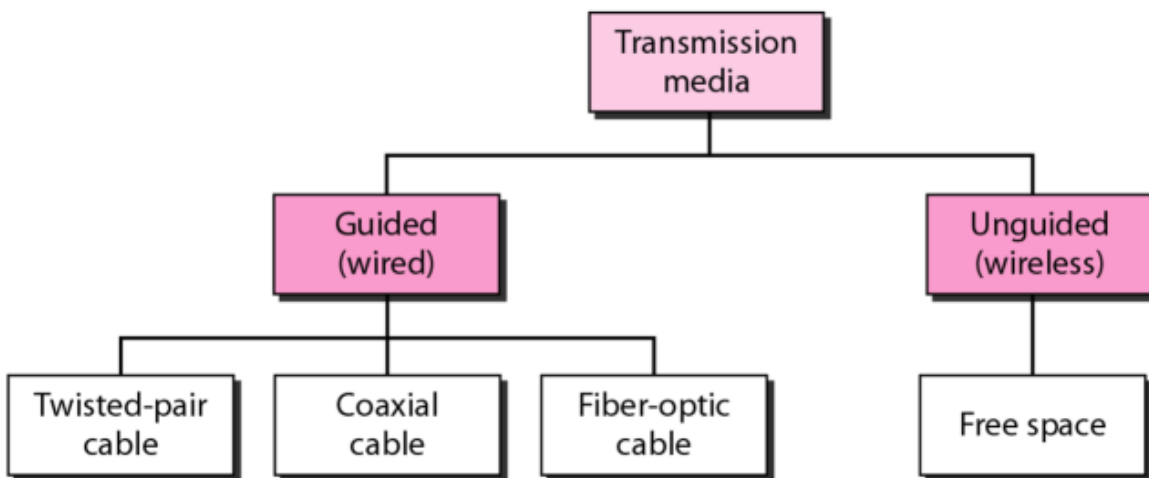 Transmission
media
Guided
(wired)
Unguided
(wireless)
Twisted-pair
cable
Coaxial
cable
Fiber-optic
cable
Free space